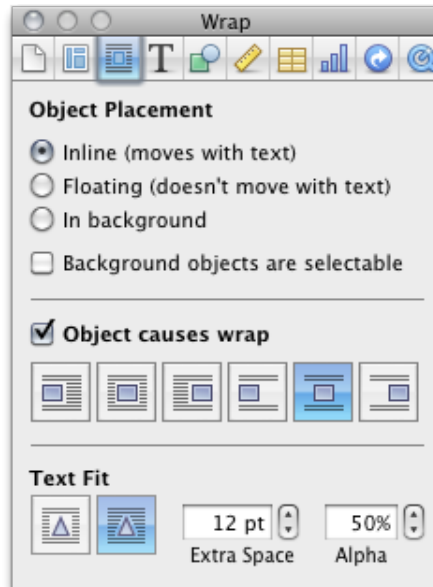 Wrap
T
Object Placement
Inline (moves with text)
Floating (doesn't move with text)
In background
Background objects are selectable
Object causes wrap
Text Fit
12 pt 50%
Extra Space Alpha